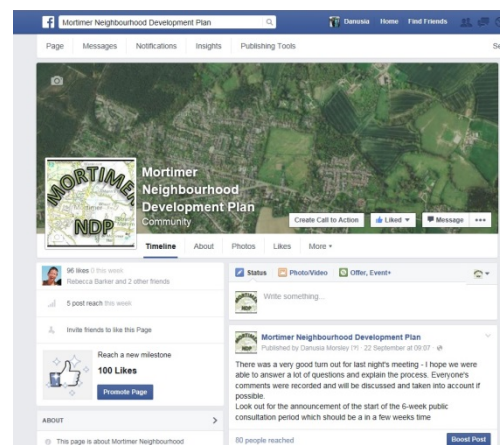 Mortimer Neighbourhood Development Plan
Danusia Home Find Friends
Page Messages Notifications Insights Publishing Tools
MORTIMER
NDP
Mortimer
Neighbourhood
Development Plan
Community
Create Call to Action Liked Message
Timeline About Photos Likes More
96 likes 0 this week
Rebecca Barker and 2 other friends
5 post reach this week
Invite friends to like this Page
Reach a new milestone
100 Likes
Promote Page
ABOUT
This page is about Mortimer Neighbourhood
Status Photo/Video Offer, Event+
Write something...
Mortimer Neighbourhood Development Plan
Published by Danusia Morsley [?] · 22 September at 09:07 ·
There was a very good turn out for last night's meeting - I hope we were
able to answer a lot of questions and explain the process. Everyone's
comments were recorded and will be discussed and taken into account if
possible.
Look out for the announcement of the start of the 6-week public
consultation period which should be a in a few weeks time
80 people reached
Boost Post